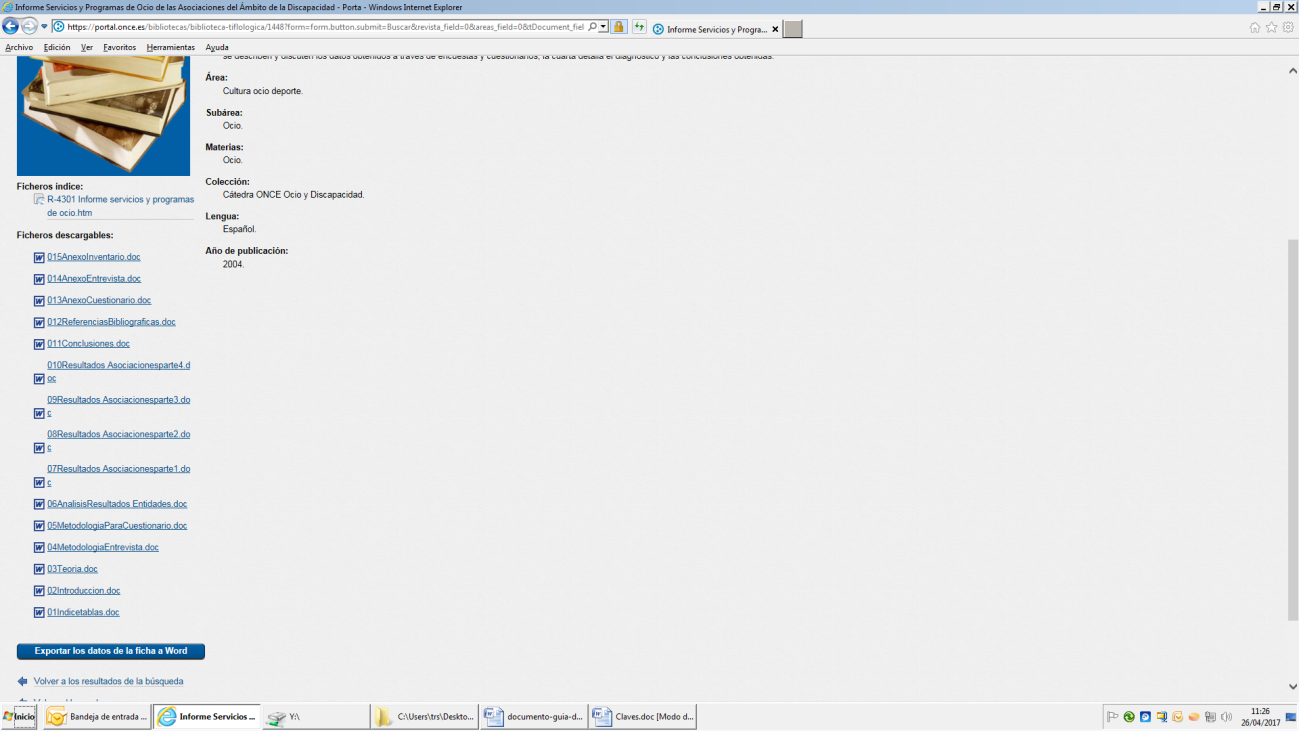 Informe Servicios y Programas de Ocio de las Asociaciones del Ámbito de la Discapacidad - Porta - Windows Internet Explorer
https://portal.once.es/bibliotecas/biblioteca-tiflologica/1448?form=form.button.submit=Buscar&revista_field=0&areas_field=0&tDocument_fiel
Informe Servicios y Progra...
Archivo Edición Ver Favoritos Herramientas Ayuda
se describen y discuten los datos obtenidos a través de encuestas y cuestionarios, la cuarta detalla el diagnóstico y las conclusiones obtenidas.
Área:
Cultura ocio deporte.
Subárea:
Ocio.
Materias:
Ocio.
Colección:
Cátedra ONCE Ocio y Discapacidad.
Lengua:
Español.
Año de publicación:
2004.
Ficheros índice:
R-4301 Informe servicios y programas
de ocio.htm
Ficheros descargables:
015AnexoInventario.doc
014AnexoEntrevista.doc
013AnexoCuestionario.doc
012ReferenciasBibliograficas.doc
011Conclusiones.doc
010Resultados Asociacionesparte4.d
oc
09Resultados Asociacionesparte3.do
c
08Resultados Asociacionesparte2.do
c
07Resultados Asociacionesparte1.do
c
06AnalisisResultados Entidades.doc
05MetodologiaParaCuestionario.doc
04MetodologiaEntrevista.doc
03Teoria.doc
02Introduccion.doc
01Indicetablas.doc
Exportar los datos de la ficha a Word
Volver a los resultados de la búsqueda
Inicio
Bandeja de entrada ...
Informe Servicios ...
Y:\
C:\Users\trs\Deskto...
documento-guia-d...
Claves.doc [Modo d...
11:26
26/04/2017